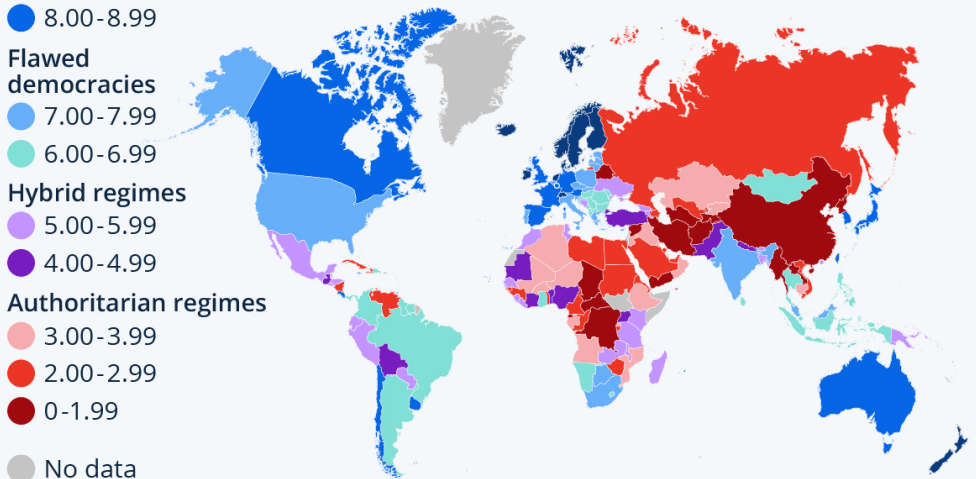 8.00-8.99
Flawed
democracies
7.00-7.99
6.00-6.99
Hybrid regimes
5.00-5.99
4.00-4.99
Authoritarian regimes
3.00-3.99
2.00-2.99
0-1.99
No data